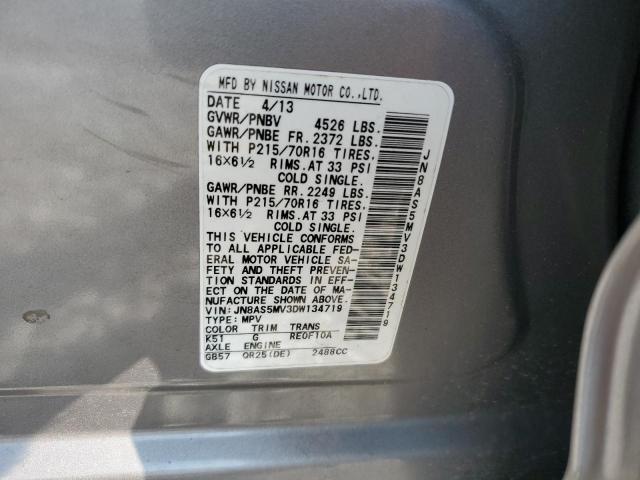 MFD BY NISSAN MOTOR CO.,LTD.
DATE 4/13
GVWR/PNBV 4526 LBS.
GAWR/PNBE FR. 2372 LBS.
WITH P215/70R16 TIRES.
16X6½ RIMS. AT 33 PSI
COLD SINGLE.
GAWR/PNBE RR. 2249 LBS.
WITH P215/70R16 TIRES.
16X6½ RIMS. AT 33 PSI
COLD SINGLE.
THIS VEHICLE CONFORMS
TO ALL APPLICABLE FED-
ERAL MOTOR VEHICLE SA-
FETY AND THEFT PREVEN-
TION STANDARDS IN EFF-
ECT ON THE DATE OF MA-
NUFACTURE SHOWN ABOVE.
VIN: JN8AS5MV3DW134719
TYPE: MPV
COLOR TRIM TRANS
K51 G RE0F10A
AXLE ENGINE
GB57 QR25(DE) 2488CC
JN8AS5MV3DW134719